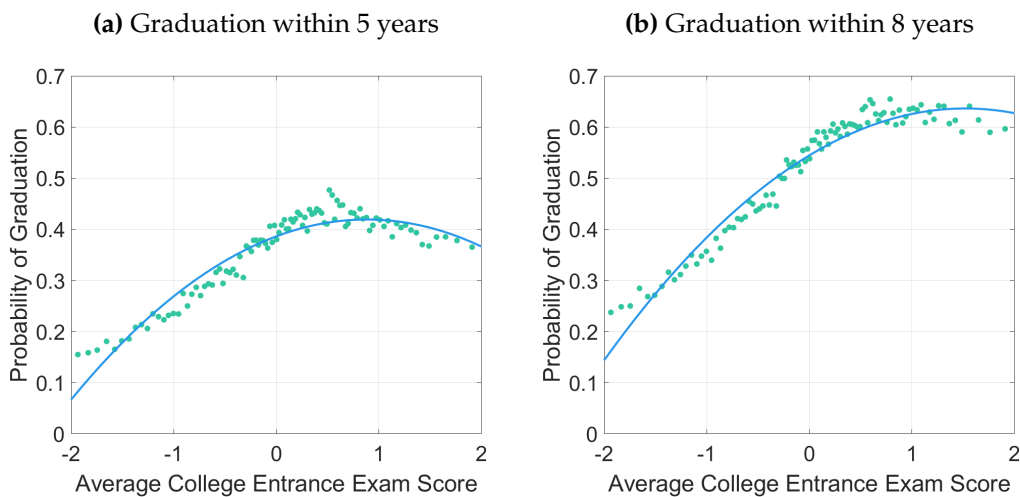 (a) Graduation within 5 years
0.7
0.6
0.5
0.4
0.3
0.2
0.1
0
-2 -1 0 1 2
Probability of Graduation
Average College Entrance Exam Score
(b) Graduation within 8 years
0.7
0.6
0.5
0.4
0.3
0.2
0.1
0
-2 -1 0 1 2
Probability of Graduation
Average College Entrance Exam Score